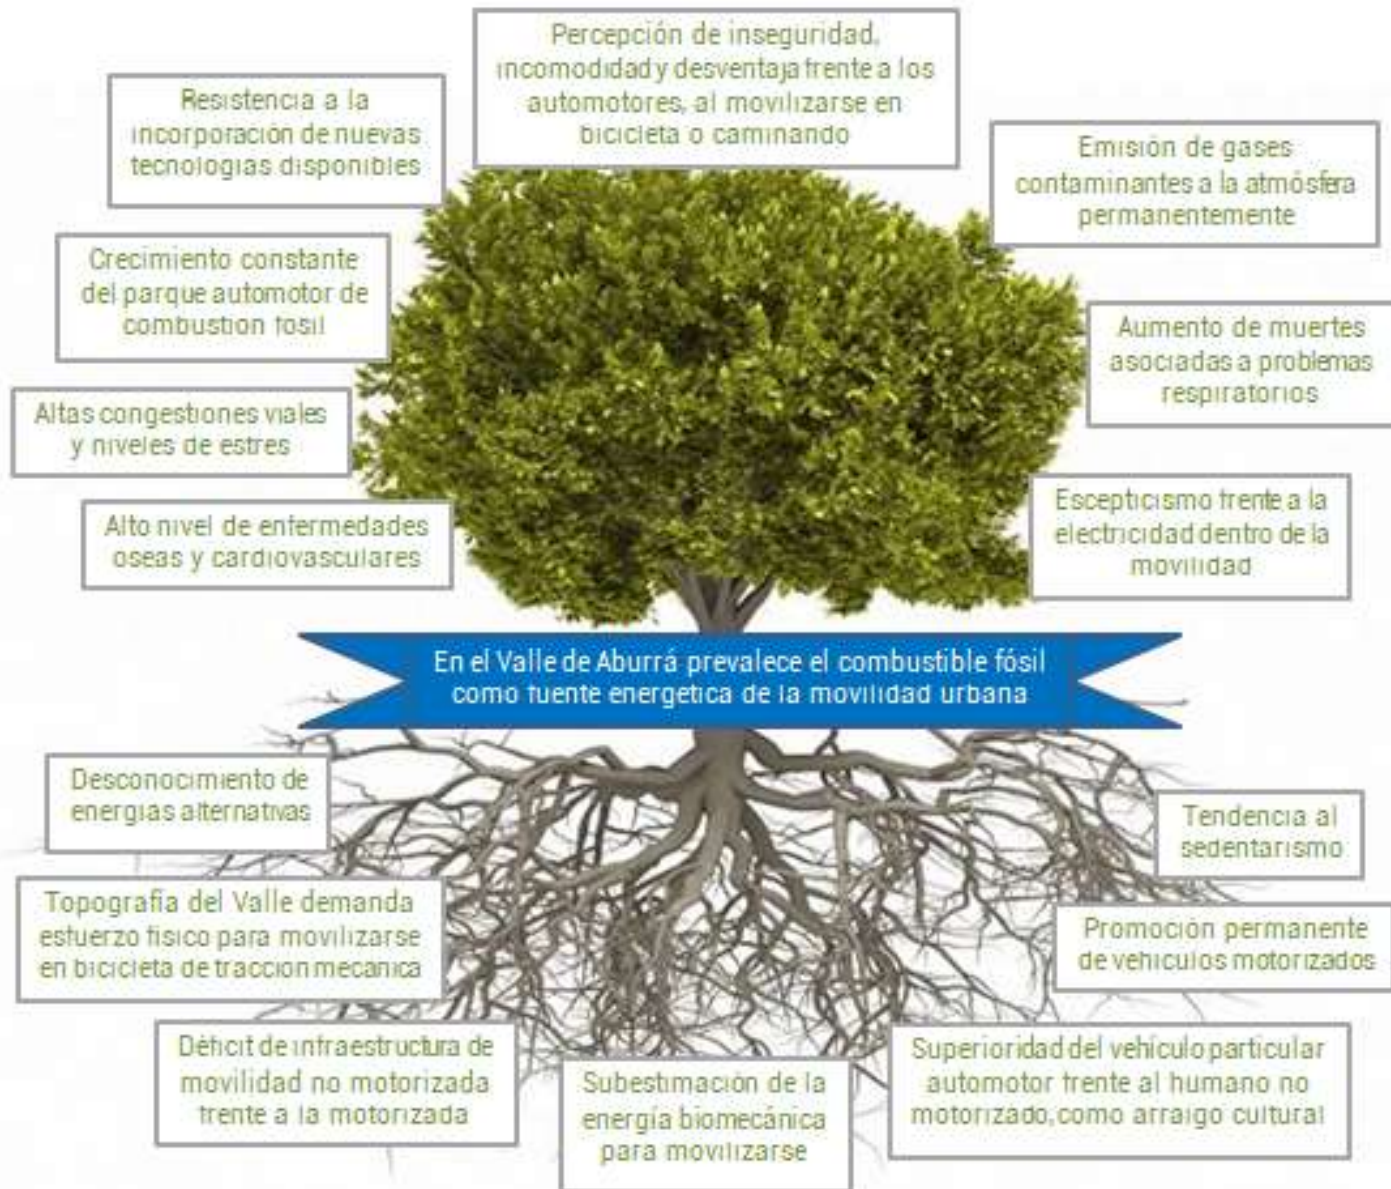 Percepción de inseguridad,
incomodidad y desventaja frente a los
automotores, al movilizarse en
bicicleta o caminando
Resistencia a la
incorporación de nuevas
tecnologías disponibles
Emisión de gases
contaminantes a la atmósfera
permanentemente
Crecimiento constante
del parque automotor de
combustion fosil
Aumento de muertes
asociadas a problemas
respiratorios
Altas congestiones viales
y niveles de estres
Escepticismo frente a la
electricidad dentro de la
movilidad
Alto nivel de enfermedades
oseas y cardiovasculares
En el Valle de Aburrá prevalece el combustible fósil
como fuente energética de la movilidad urbana
Desconocimiento de
energías alternativas
Tendencia al
sedentarismo
Topografía del Valle demanda
esfuerzo físico para movilizarse
en bicicleta de tracción mecánica
Promoción permanente
de vehículos motorizados
Déficit de infraestructura de
movilidad no motorizada
frente a la motorizada
Subestimación de la
energía biomecánica
para movilizarse
Superioridad del vehículo particular
automotor frente al humano no
motorizado, como arraigo cultural